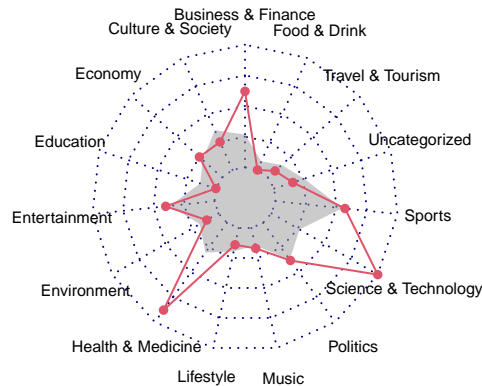 Business & Finance
Culture & Society
Food & Drink
Economy
Travel & Tourism
Education
Uncategorized
Entertainment
Sports
Environment
Science & Technology
Health & Medicine
Politics
Lifestyle
Music